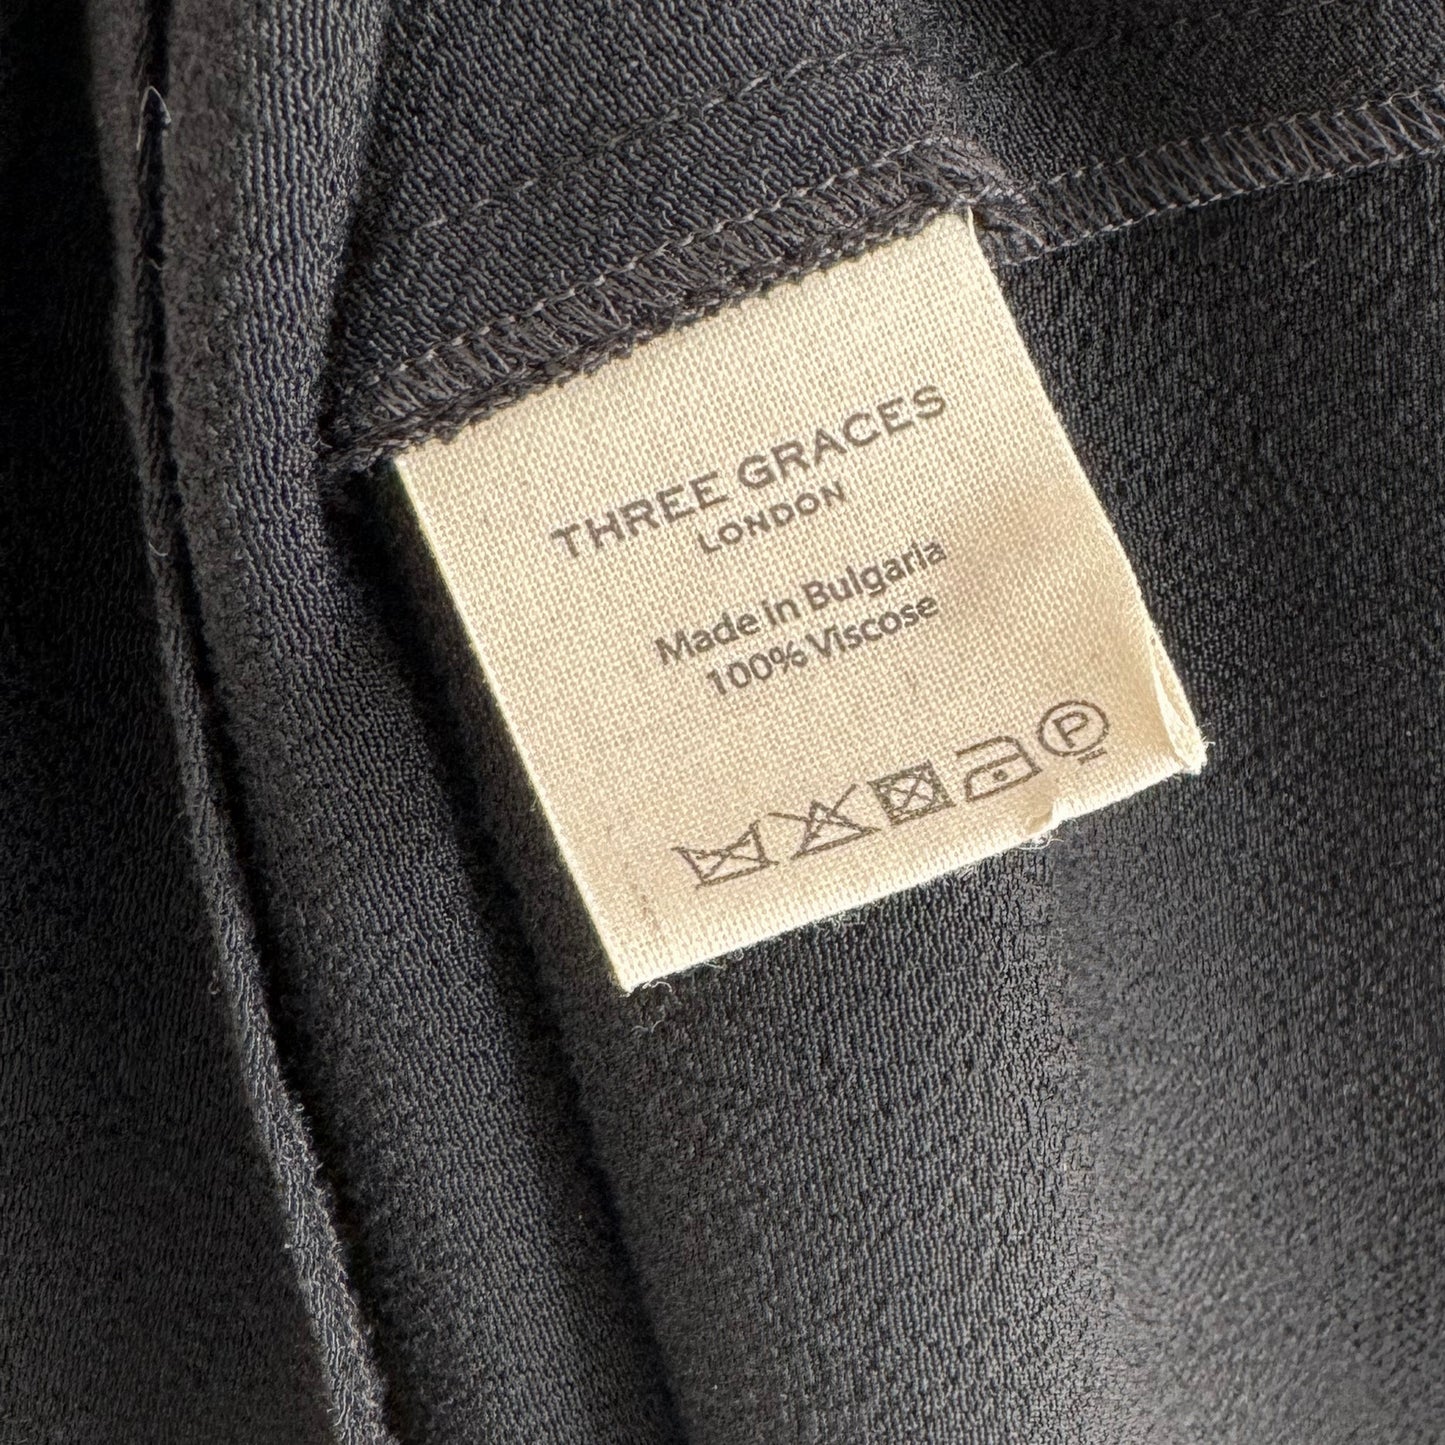 THREE GRACES
LONDON
Made in Bulgaria
100% Viscose
P